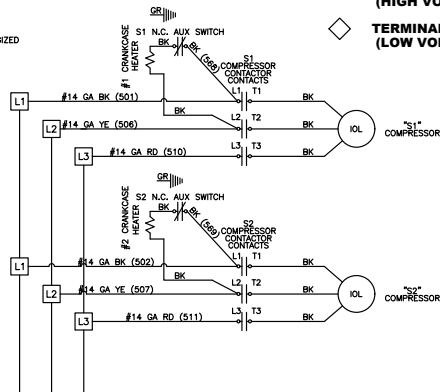 (HIGH VO
TERMINAL
(LOW VOL
SIZED
GR
S1 N.C. AUX SWITCH
BK
BK (568)
#1 CRANKCASE
HEATER
S1
COMPRESSOR
CONTACTOR
CONTACTS
L1 #14 GA BK (501) L1 T1 BK
BK
L2 #14 GA YE (506) L2 T2 BK IOL "S1"
COMPRESSOR
L3 #14 GA RD (510) L3 T3 BK
GR
S2 N.C. AUX SWITCH
BK
BK (569)
#2 CRANKCASE
HEATER
S2
COMPRESSOR
CONTACTOR
CONTACTS
L1 #14 GA BK (502) L1 T1 BK
BK
L2 #14 GA YE (507) L2 T2 BK IOL "S2"
COMPRESSOR
L3 #14 GA RD (511) L3 T3 BK